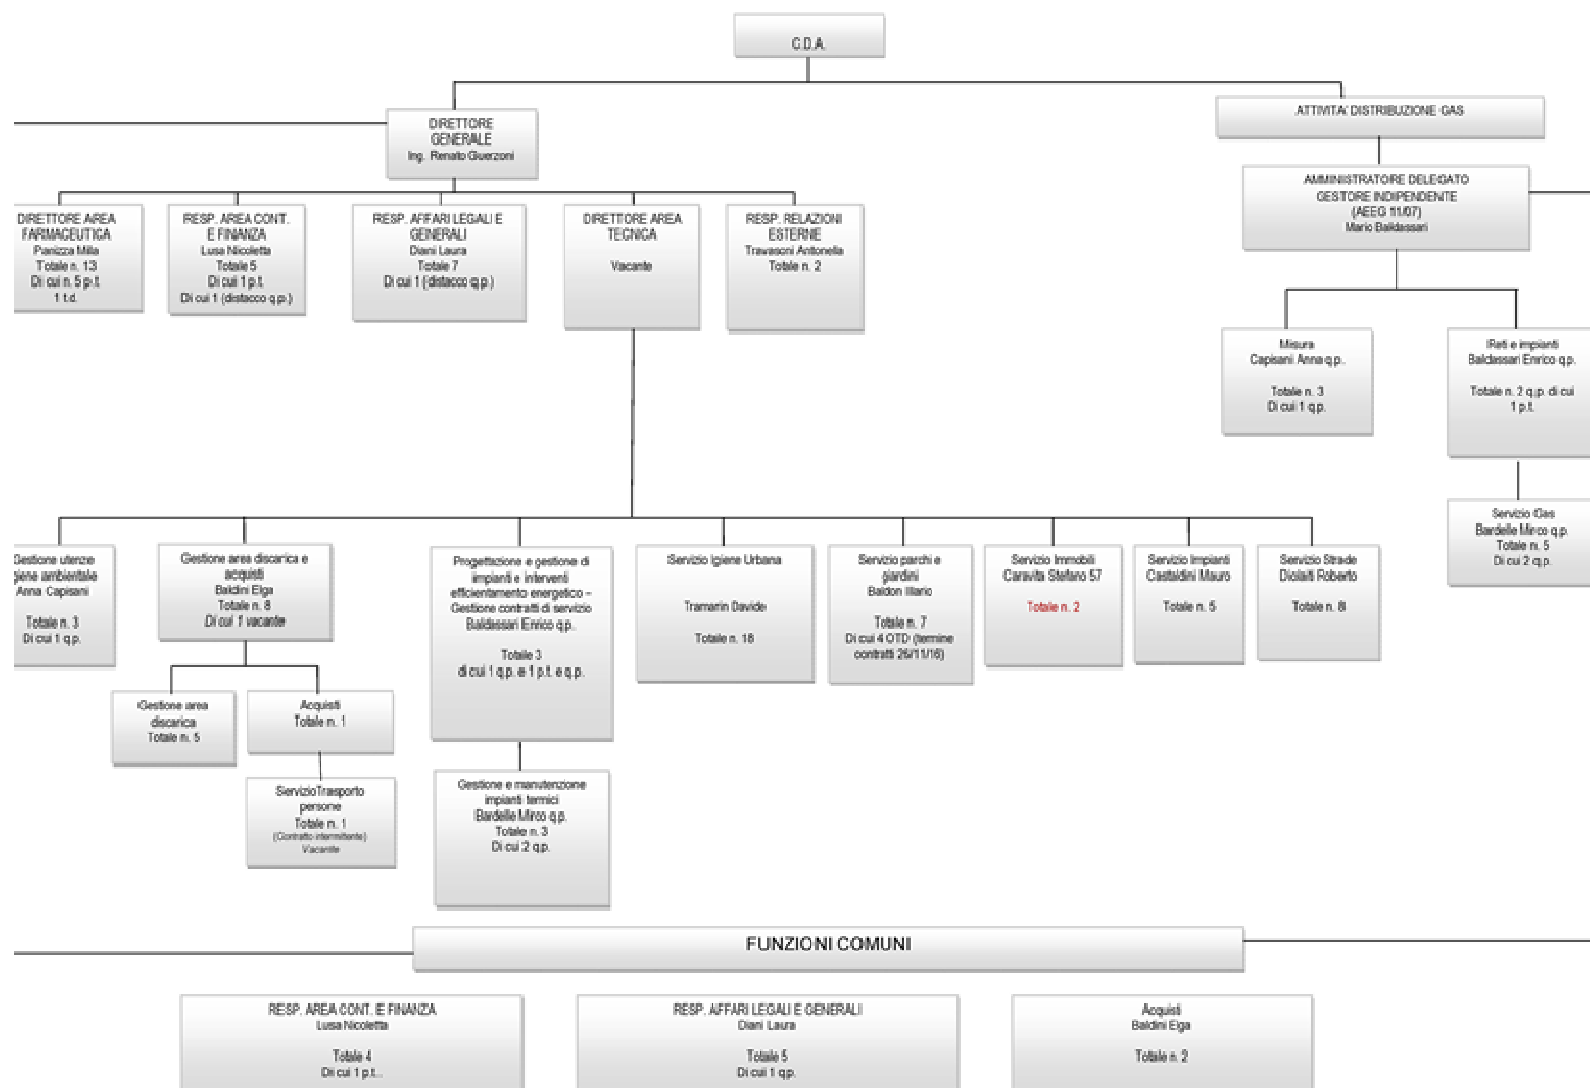 C.D.A.
DIRETTORE
GENERALE
Ing. Renato Guerzoni
ATTIVITA' DISTRIBUZIONE GAS
AMMINISTRATORE DELEGATO
GESTORE INDIPENDENTE
(AEEG 11/07)
Mario Baldassari
DIRETTORE AREA
FARMACEUTICA
Panizza Milla
Totale n. 13
Di cui n. 5 p.t.
1 t.d.
RESP. AREA CONT.
E FINANZA
Lusa Nicoletta
Totale 5
Di cui 1 p.t.
Di cui 1 (distacco q.p.)
RESP. AFFARI LEGALI E
GENERALI
Diani Laura
Totale 7
Di cui 1 (distacco q.p.)
DIRETTORE AREA
TECNICA
Vacante
RESP. RELAZIONI
ESTERNE
Travasoni Antonella
Totale n. 2
Misura
Capisani Anna q.p.
Totale n. 3
Di cui 1 q.p.
Reti e impianti
Baldassari Enrico q.p.
Totale n. 2 q.p. di cui
1 p.t.
Servizio Gas
Bardelle Mirco q.p.
Totale n. 5
Di cui 2 q.p.
Gestione utenze
igiene ambientale
Anna Capisani
Totale n. 3
Di cui 1 q.p.
Gestione area discarica e
acquisti
Baldini Elga
Totale n. 8
Di cui 1 vacante
Progettazione e gestione di
impianti e interventi
efficientamento energetico –
Gestione contratti di servizio
Baldassari Enrico q.p.
Totale 3
di cui 1 q.p. e 1 p.t. e q.p.
Servizio Igiene Urbana
Tramarin Davide
Totale n. 18
Servizio parchi e
giardini
Baldon Illario
Totale n. 7
Di cui 4 OTD (termine
contratti 26/11/16)
Servizio Immobili
Caravita Stefano 57
Totale n. 2
Servizio Impianti
Castaldini Mauro
Totale n. 5
Servizio Strade
Diolaiti Roberto
Totale n. 8
Gestione area
discarica
Totale n. 5
Acquisti
Totale n. 1
Servizio Trasporto
persone
Totale n. 1
(Contratto intermittente)
Vacante
Gestione e manutenzione
impianti termici
Bardelle Mirco q.p.
Totale n. 3
Di cui 2 q.p.
FUNZIONI COMUNI
RESP. AREA CONT. E FINANZA
Lusa Nicoletta
Totale 4
Di cui 1 p.t...
RESP. AFFARI LEGALI E GENERALI
Diani Laura
Totale 5
Di cui 1 q.p.
Acquisti
Baldini Elga
Totale n. 2